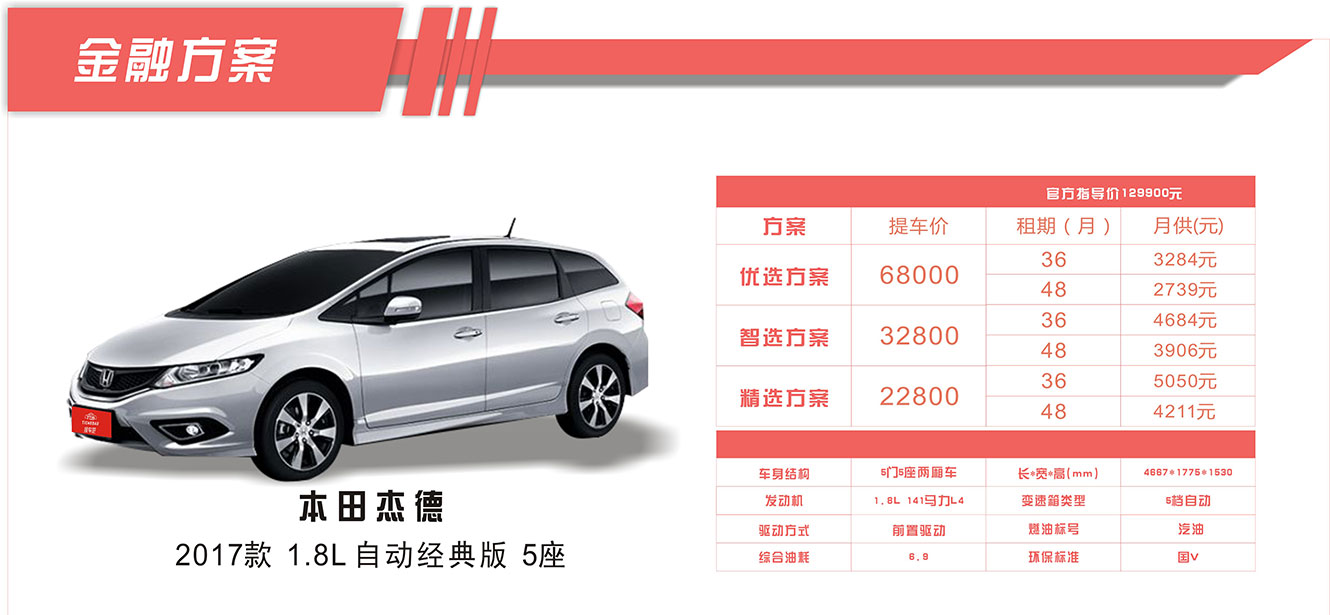 金融方案
官方指导价129900元
方案 提车价 租期（月） 月供(元)
优选方案 68000 36 3284元
48 2739元
智选方案 32800 36 4684元
48 3906元
精选方案 22800 36 5050元
48 4211元
车身结构 5门5座两厢车 长*宽*高(mm) 4667*1775*1530
发动机 1.8L 141马力L4 变速箱类型 5档自动
驱动方式 前置驱动 燃油标号 汽油
综合油耗 6.9 环保标准 国V
本田杰德
2017款 1.8L 自动经典版 5座